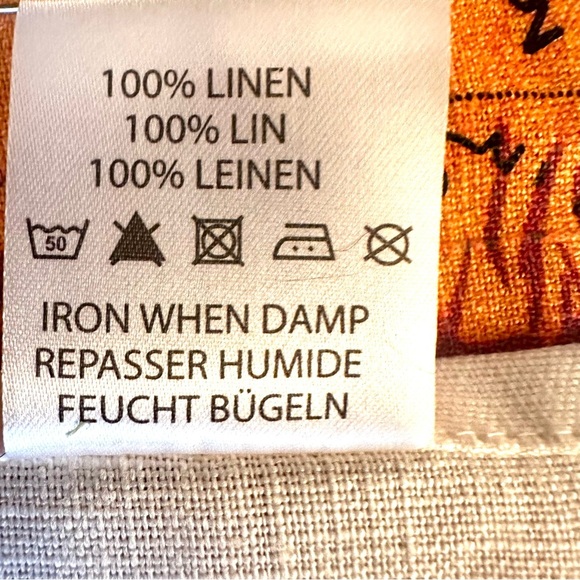 100% LINEN
100% LIN
100% LEINEN
50
IRON WHEN DAMP
REPASSER HUMIDE
FEUCHT BÜGELN